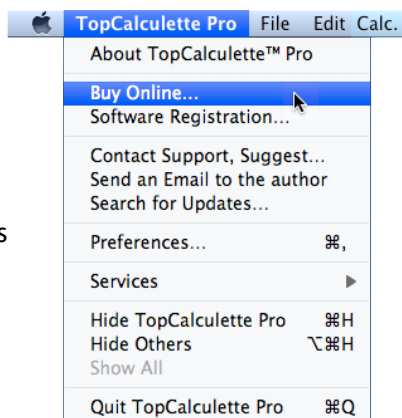 TopCalculette Pro File Edit Calc.
About TopCalculette™ Pro
Buy Online...
Software Registration...
Contact Support, Suggest...
Send an Email to the author
Search for Updates...
s
Preferences... ⌘,
Services ▶
Hide TopCalculette Pro ⌘H
Hide Others ⌥⌘H
Show All
Quit TopCalculette Pro ⌘Q